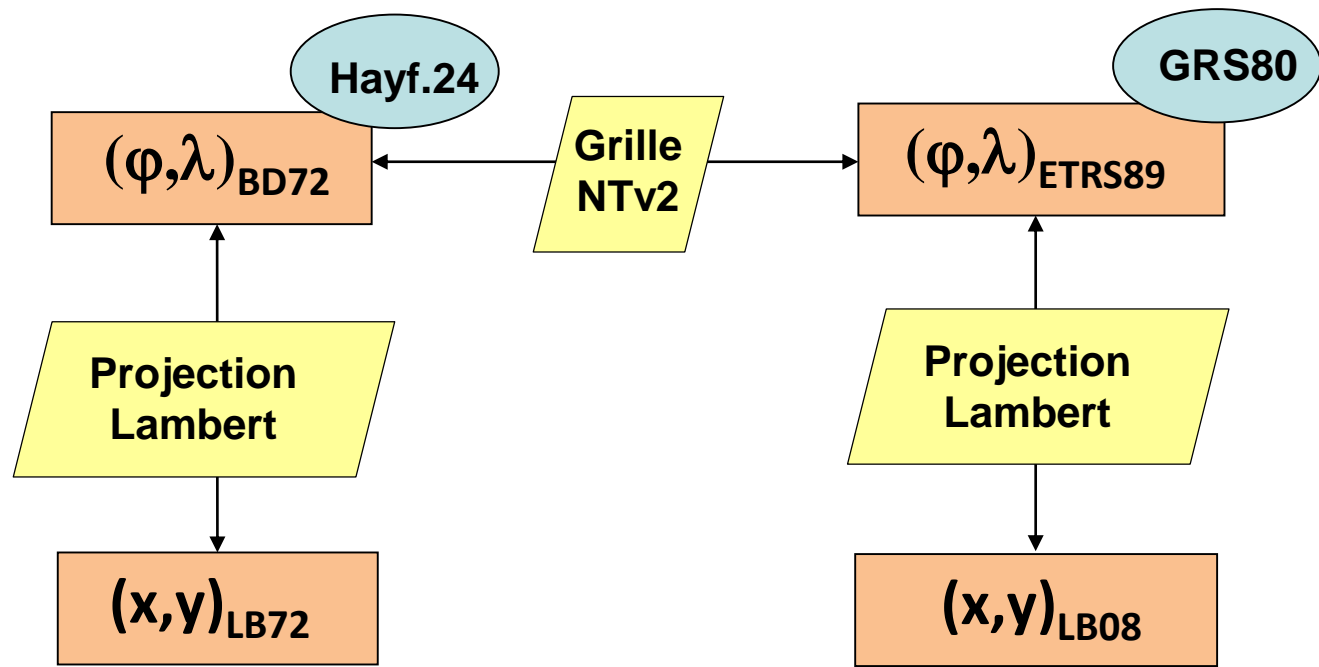 Hayf.24
GRS80
(φ,λ)BD72
Grille
NTv2
(φ,λ)ETRS89
Projection
Lambert
Projection
Lambert
(x,y)LB72
(x,y)LB08